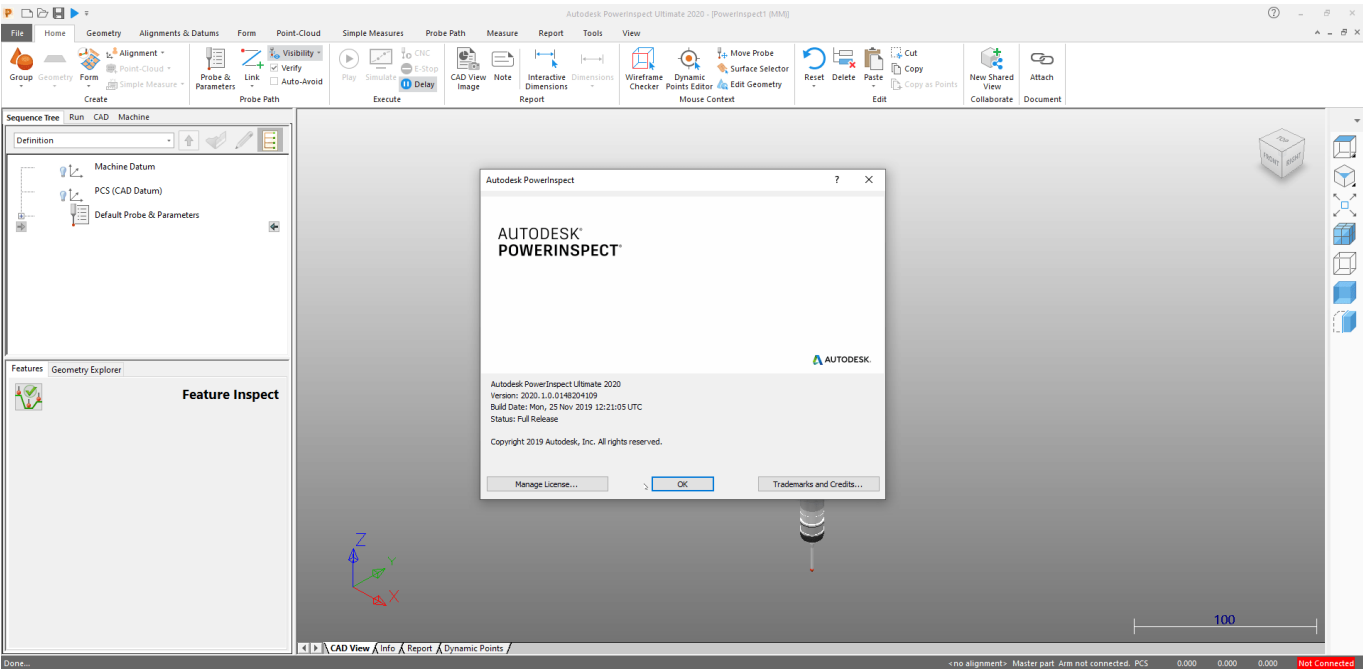 Autodesk PowerInspect Ultimate 2020 - [PowerInspect1 (MM)]
File Home Geometry Alignments & Datums Form Point-Cloud Simple Measures Probe Path Measure Report Tools View
Group Geometry Form Alignment Point-Cloud Simple Measure
Create
Probe & Parameters Link Visibility Verify Auto-Avoid
Probe Path
Play Simulate CNC E-Stop Delay
Execute
CAD View Image Note Interactive Dimensions Dimensions
Report
Wireframe Checker Dynamic Points Editor Move Probe Surface Selector Edit Geometry
Mouse Context
Reset Delete Paste Cut Copy Copy as Points
Edit
New Shared View
Collaborate
Attach
Document
Sequence Tree Run CAD Machine
Definition
Machine Datum
PCS (CAD Datum)
Default Probe & Parameters
Features Geometry Explorer
Feature Inspect
TOP
FRONT RIGHT
Autodesk PowerInspect ? X
AUTODESK®
POWERINSPECT®
AUTODESK.
Autodesk PowerInspect Ultimate 2020
Version: 2020.1.0.0148204109
Build Date: Mon, 25 Nov 2019 12:21:05 UTC
Status: Full Release
Copyright 2019 Autodesk, Inc. All rights reserved.
Manage License... OK Trademarks and Credits...
Z
Y
X
100
CAD View Info Report Dynamic Points
Done... <no alignment> Master part Arm not connected. PCS 0.000 0.000 0.000 Not Connected